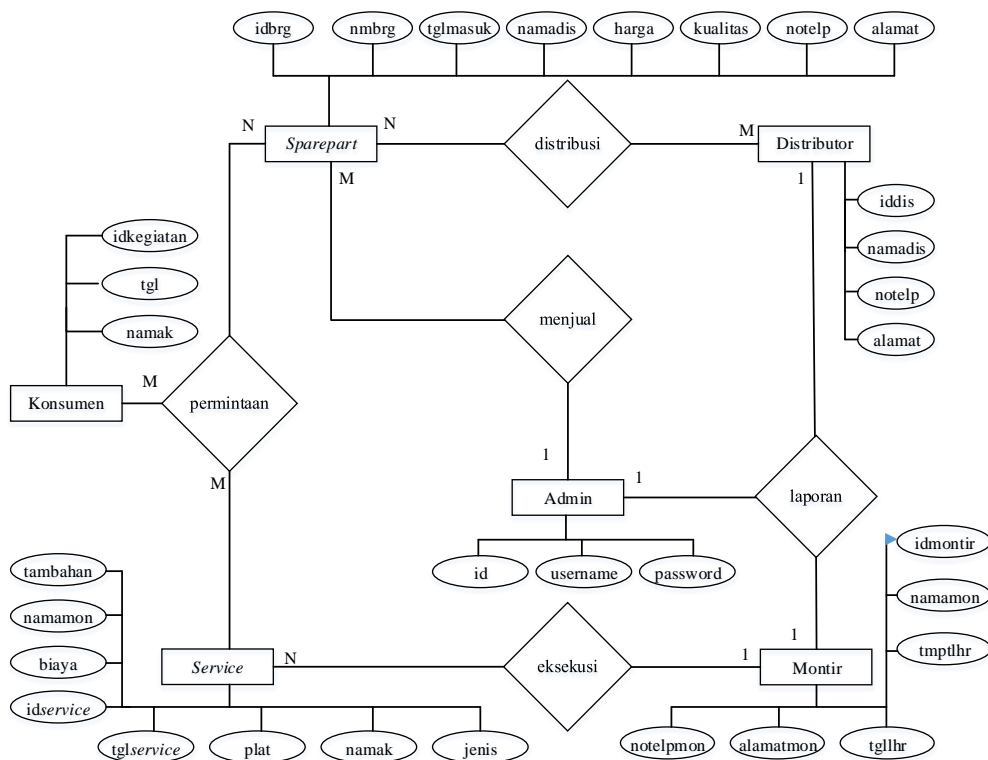 idbrg
nmbrg
tglmasuk
namadis
harga
kualitas
notelp
alamat
N
Sparepart
N
distribusi
M
Distributor
M
1
iddis
namadis
notelp
alamat
idkegiatan
tgl
namak
menjual
Konsumen
M
permintaan
M
1
Admin
1
laporan
id
username
password
idmontir
namamon
tmptlhr
tambahan
namamon
biaya
idservice
Service
N
eksekusi
1
1
Montir
tglservice
plat
namak
jenis
notelpmon
alamatmon
tgllhr